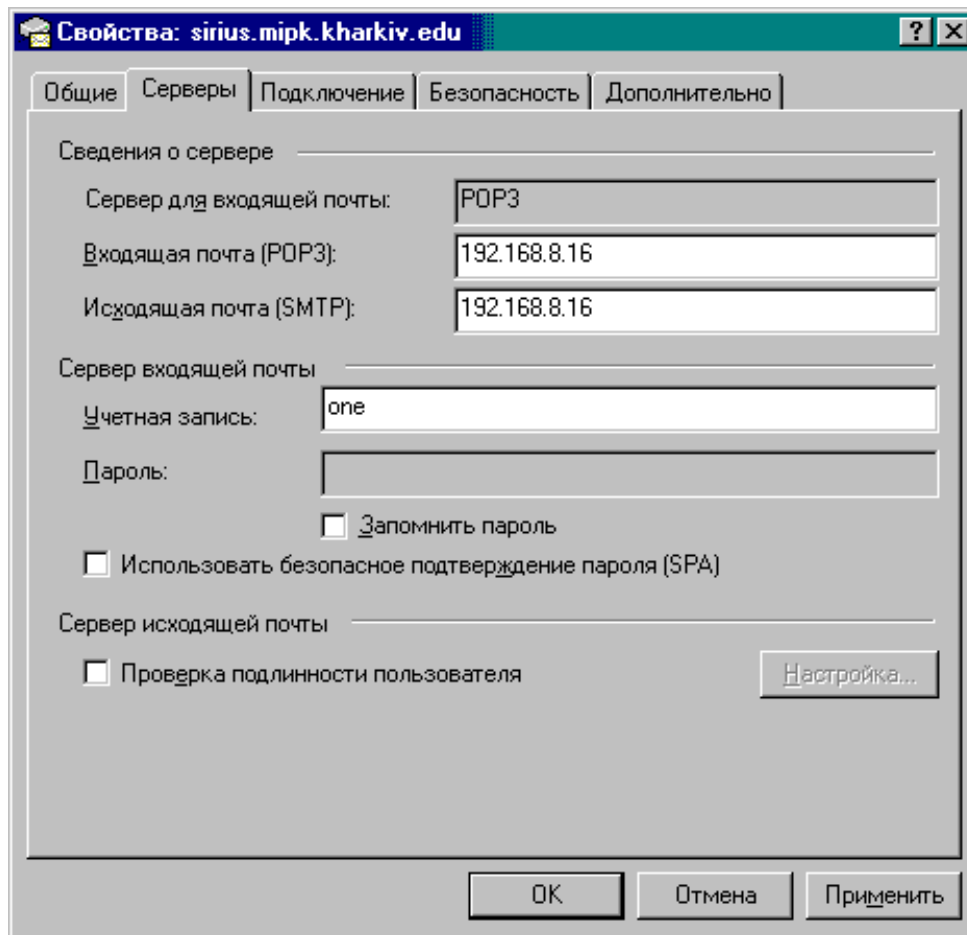 Свойства: sirius.mipk.kharkiv.edu ? X
Общие Серверы Подключение Безопасность Дополнительно
Сведения о сервере
Сервер для входящей почты: POP3
Входящая почта (POP3): 192.168.8.16
Исходящая почта (SMTP): 192.168.8.16
Сервер входящей почты
Учетная запись: one
Пароль:
Запомнить пароль
Использовать безопасное подтверждение пароля (SPA)
Сервер исходящей почты
Проверка подлинности пользователя Настройка...
OK Отмена Применить